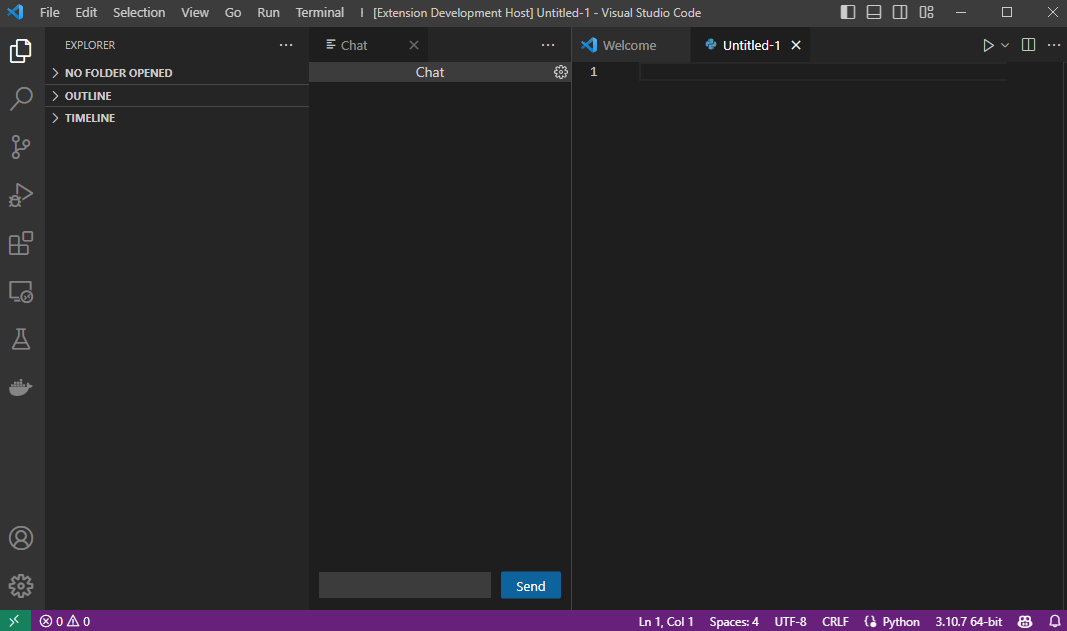 File Edit Selection View Go Run Terminal [Extension Development Host] Untitled-1 - Visual Studio Code
EXPLORER
NO FOLDER OPENED
OUTLINE
TIMELINE
Chat
Chat
Send
Welcome Untitled-1
1
0 0 Ln 1, Col 1 Spaces: 4 UTF-8 CRLF Python 3.10.7 64-bit